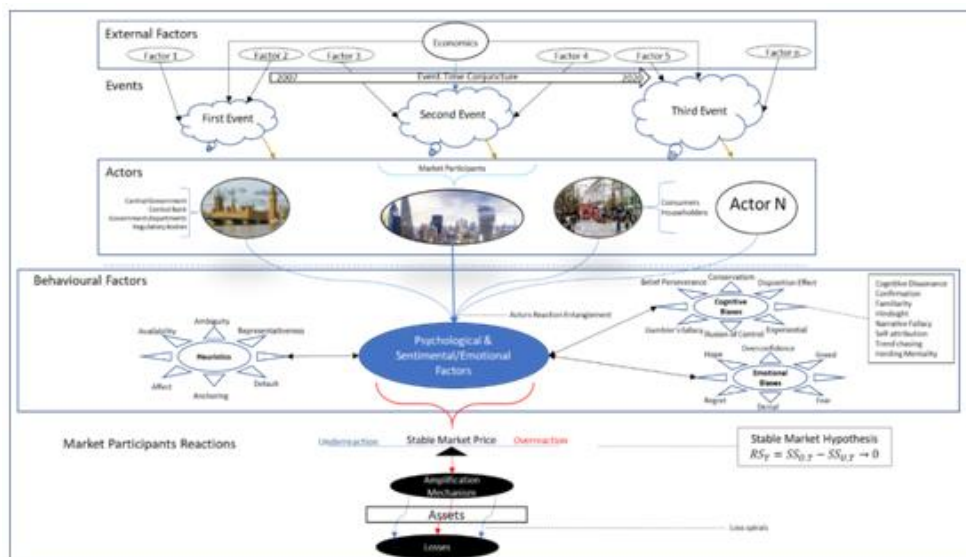 External Factors
Economics
Factor 1
Factor 2
Factor 3
Factor 4
Factor 5
Factor n
Events
2007
Event Time Conjuncture
2020
First Event
Second Event
Third Event
Actors
Market Participants
Central Government
Central Bank
Government departments
Regulatory Bodies
Consumers
Householders
Actor N
Behavioural Factors
Ambiguity
Availability
Representativeness
Heuristics
Affect
Default
Anchoring
Actors Reaction Entanglement
Psychological &
Sentimental/Emotional
Factors
Conservatism
Belief Perseverance
Disposition Effect
Cognitive
Biases
Gambler's fallacy
Illusion of Control
Exponential
Overconfidence
Hope
Greed
Emotional
Biases
Regret
Denial
Fear
Cognitive Dissonance
Confirmation
Familiarity
Hindsight
Narrative Fallacy
Self attribution
Trend chasing
Herding Mentality
Market Participants Reactions
Underreaction
Stable Market Price
Overreaction
Stable Market Hypothesis
RS_T = SS_{O,T} − SS_{U,T} → 0
Amplification
Mechanism
Assets
Loss spirals
Losses